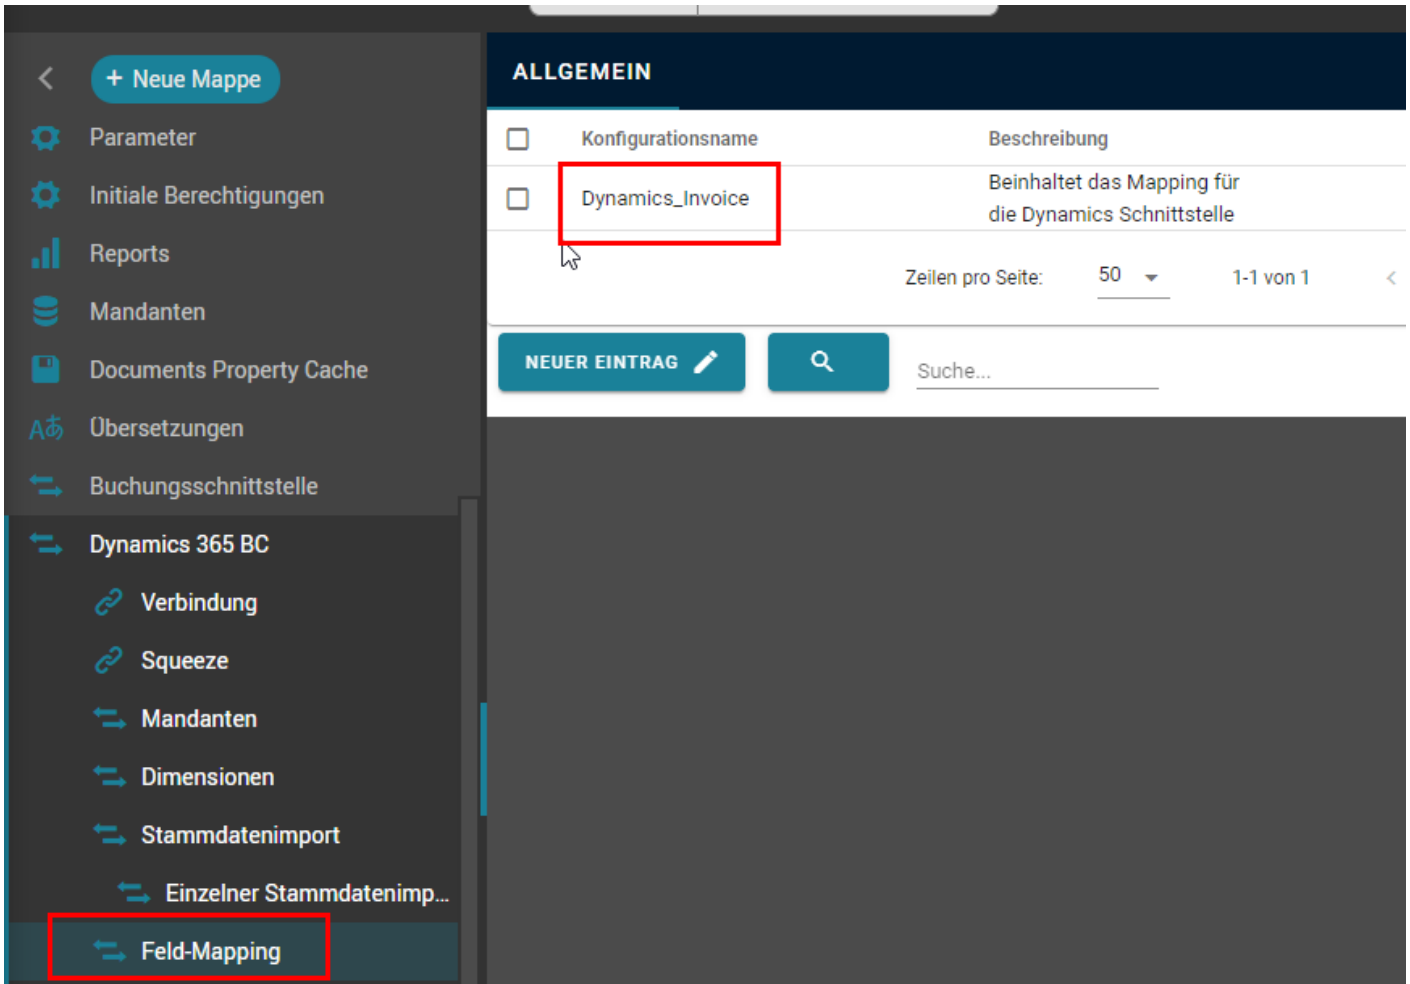 + Neue Mappe
Parameter
Initiale Berechtigungen
Reports
Mandanten
Documents Property Cache
Aあ Übersetzungen
Buchungsschnittstelle
Dynamics 365 BC
Verbindung
Squeeze
Mandanten
Dimensionen
Stammdatenimport
Einzelner Stammdatenimp...
Feld-Mapping
ALLGEMEIN
Konfigurationsname Beschreibung
Dynamics_Invoice Beinhaltet das Mapping für
die Dynamics Schnittstelle
Zeilen pro Seite: 50 1-1 von 1
NEUER EINTRAG Suche...